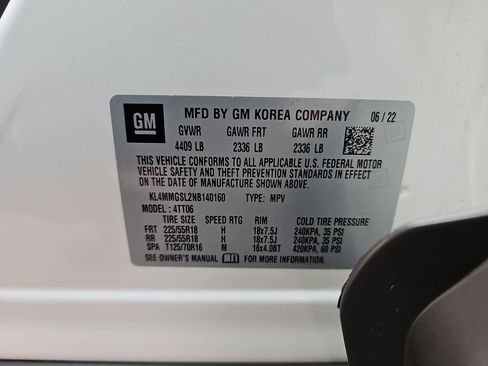 GM MFD BY GM KOREA COMPANY 06/22
GVWR GAWR FRT GAWR RR
4409 LB 2336 LB 2336 LB
THIS VEHICLE CONFORMS TO ALL APPLICABLE U.S. FEDERAL MOTOR
VEHICLE SAFETY AND THEFT PREVENTION STANDARDS
IN EFFECT ON THE DATE OF MANUFACTURE SHOWN ABOVE.
KL4MMGSL2NB140160 TYPE: MPV
MODEL: 4TT06
TIRE SIZE SPEED RTG RIM COLD TIRE PRESSURE
FRT 225/55R18 H 18x7.5J 240KPA, 35 PSI
RR 225/55R18 H 18x7.5J 240KPA, 35 PSI
SPA T125/70R16 M 16x4.0BT 420KPA, 60 PSI
SEE OWNER'S MANUAL FOR MORE INFORMATION